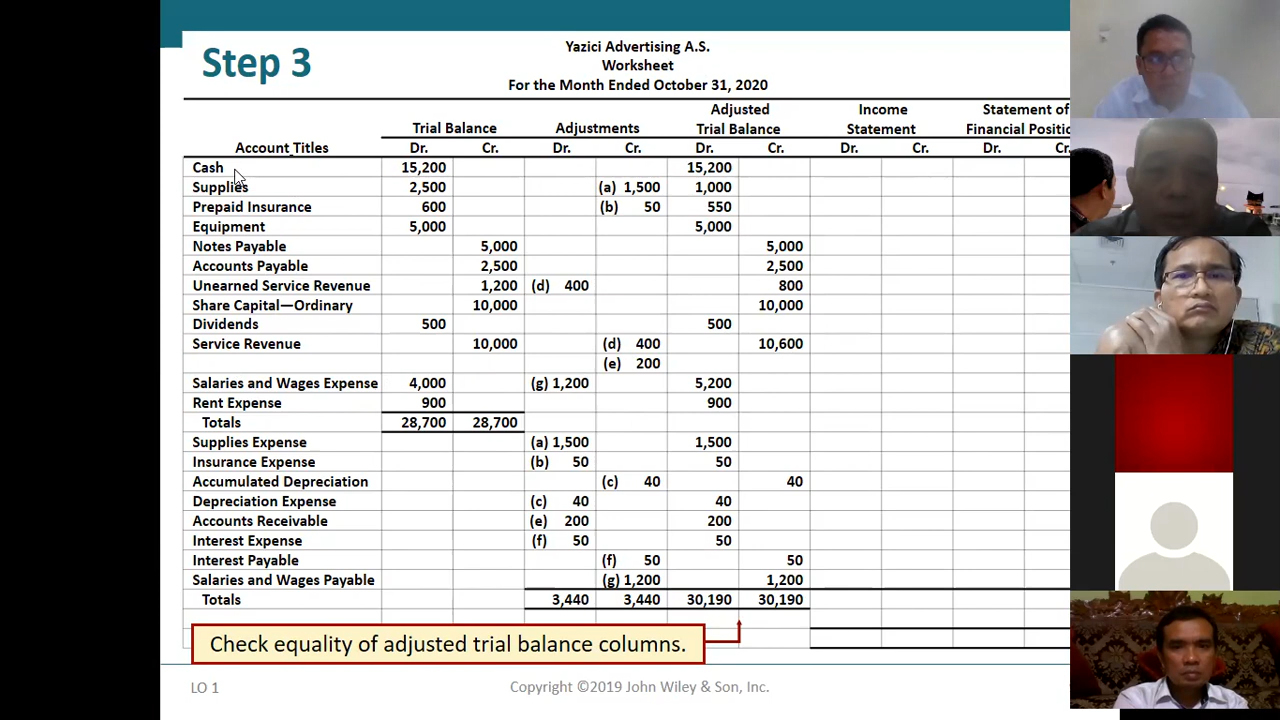 Step 3
Yazici Advertising A.S.
Worksheet
For the Month Ended October 31, 2020
Adjusted Income Statement of
Trial Balance Adjustments Trial Balance Statement Financial Positio
Account Titles Dr. Cr. Dr. Cr. Dr. Cr. Dr. Cr. Dr. Cr.
Cash 15,200 15,200
Supplies 2,500 (a) 1,500 1,000
Prepaid Insurance 600 (b) 50 550
Equipment 5,000 5,000
Notes Payable 5,000 5,000
Accounts Payable 2,500 2,500
Unearned Service Revenue 1,200 (d) 400 800
Share Capital—Ordinary 10,000 10,000
Dividends 500 500
Service Revenue 10,000 (d) 400 10,600
(e) 200
Salaries and Wages Expense 4,000 (g) 1,200 5,200
Rent Expense 900 900
Totals 28,700 28,700
Supplies Expense (a) 1,500 1,500
Insurance Expense (b) 50 50
Accumulated Depreciation (c) 40 40
Depreciation Expense (c) 40 40
Accounts Receivable (e) 200 200
Interest Expense (f) 50 50
Interest Payable (f) 50 50
Salaries and Wages Payable (g) 1,200 1,200
Totals 3,440 3,440 30,190 30,190
Check equality of adjusted trial balance columns.
LO 1
Copyright ©2019 John Wiley & Son, Inc.